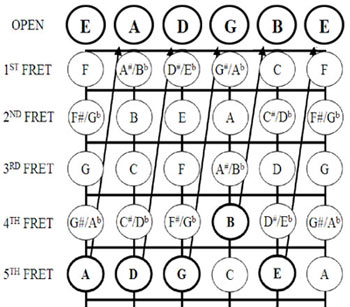 OPEN E A D G B E
1ST FRET F A#/Bb D#/Eb G#/Ab C F
2ND FRET F#/Gb B E A C#/Db F#/Gb
3RD FRET G C F A#/Bb D G
4TH FRET G#/Ab C#/Db F#/Gb B D#/Eb G#/Ab
5TH FRET A D G C E A